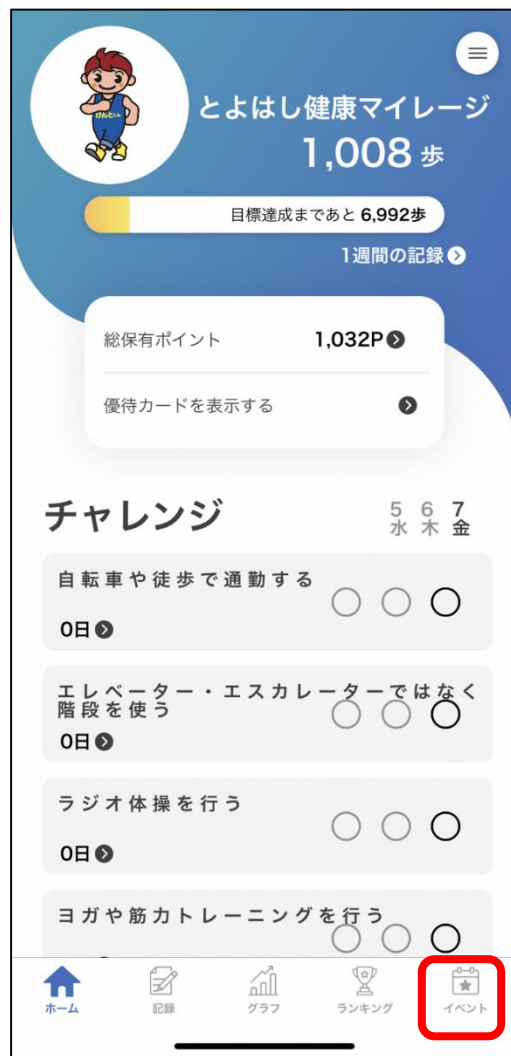 けんとくん
とよはし健康マイレージ
1,008 歩
目標達成まであと 6,992歩
1週間の記録
総保有ポイント 1,032P
優待カードを表示する
チャレンジ
5 6 7
水 木 金
自転車や徒歩で通勤する
0日
エレベーター・エスカレーターではなく
階段を使う
0日
ラジオ体操を行う
0日
ヨガや筋力トレーニングを行う
ホーム 記録 グラフ ランキング イベント